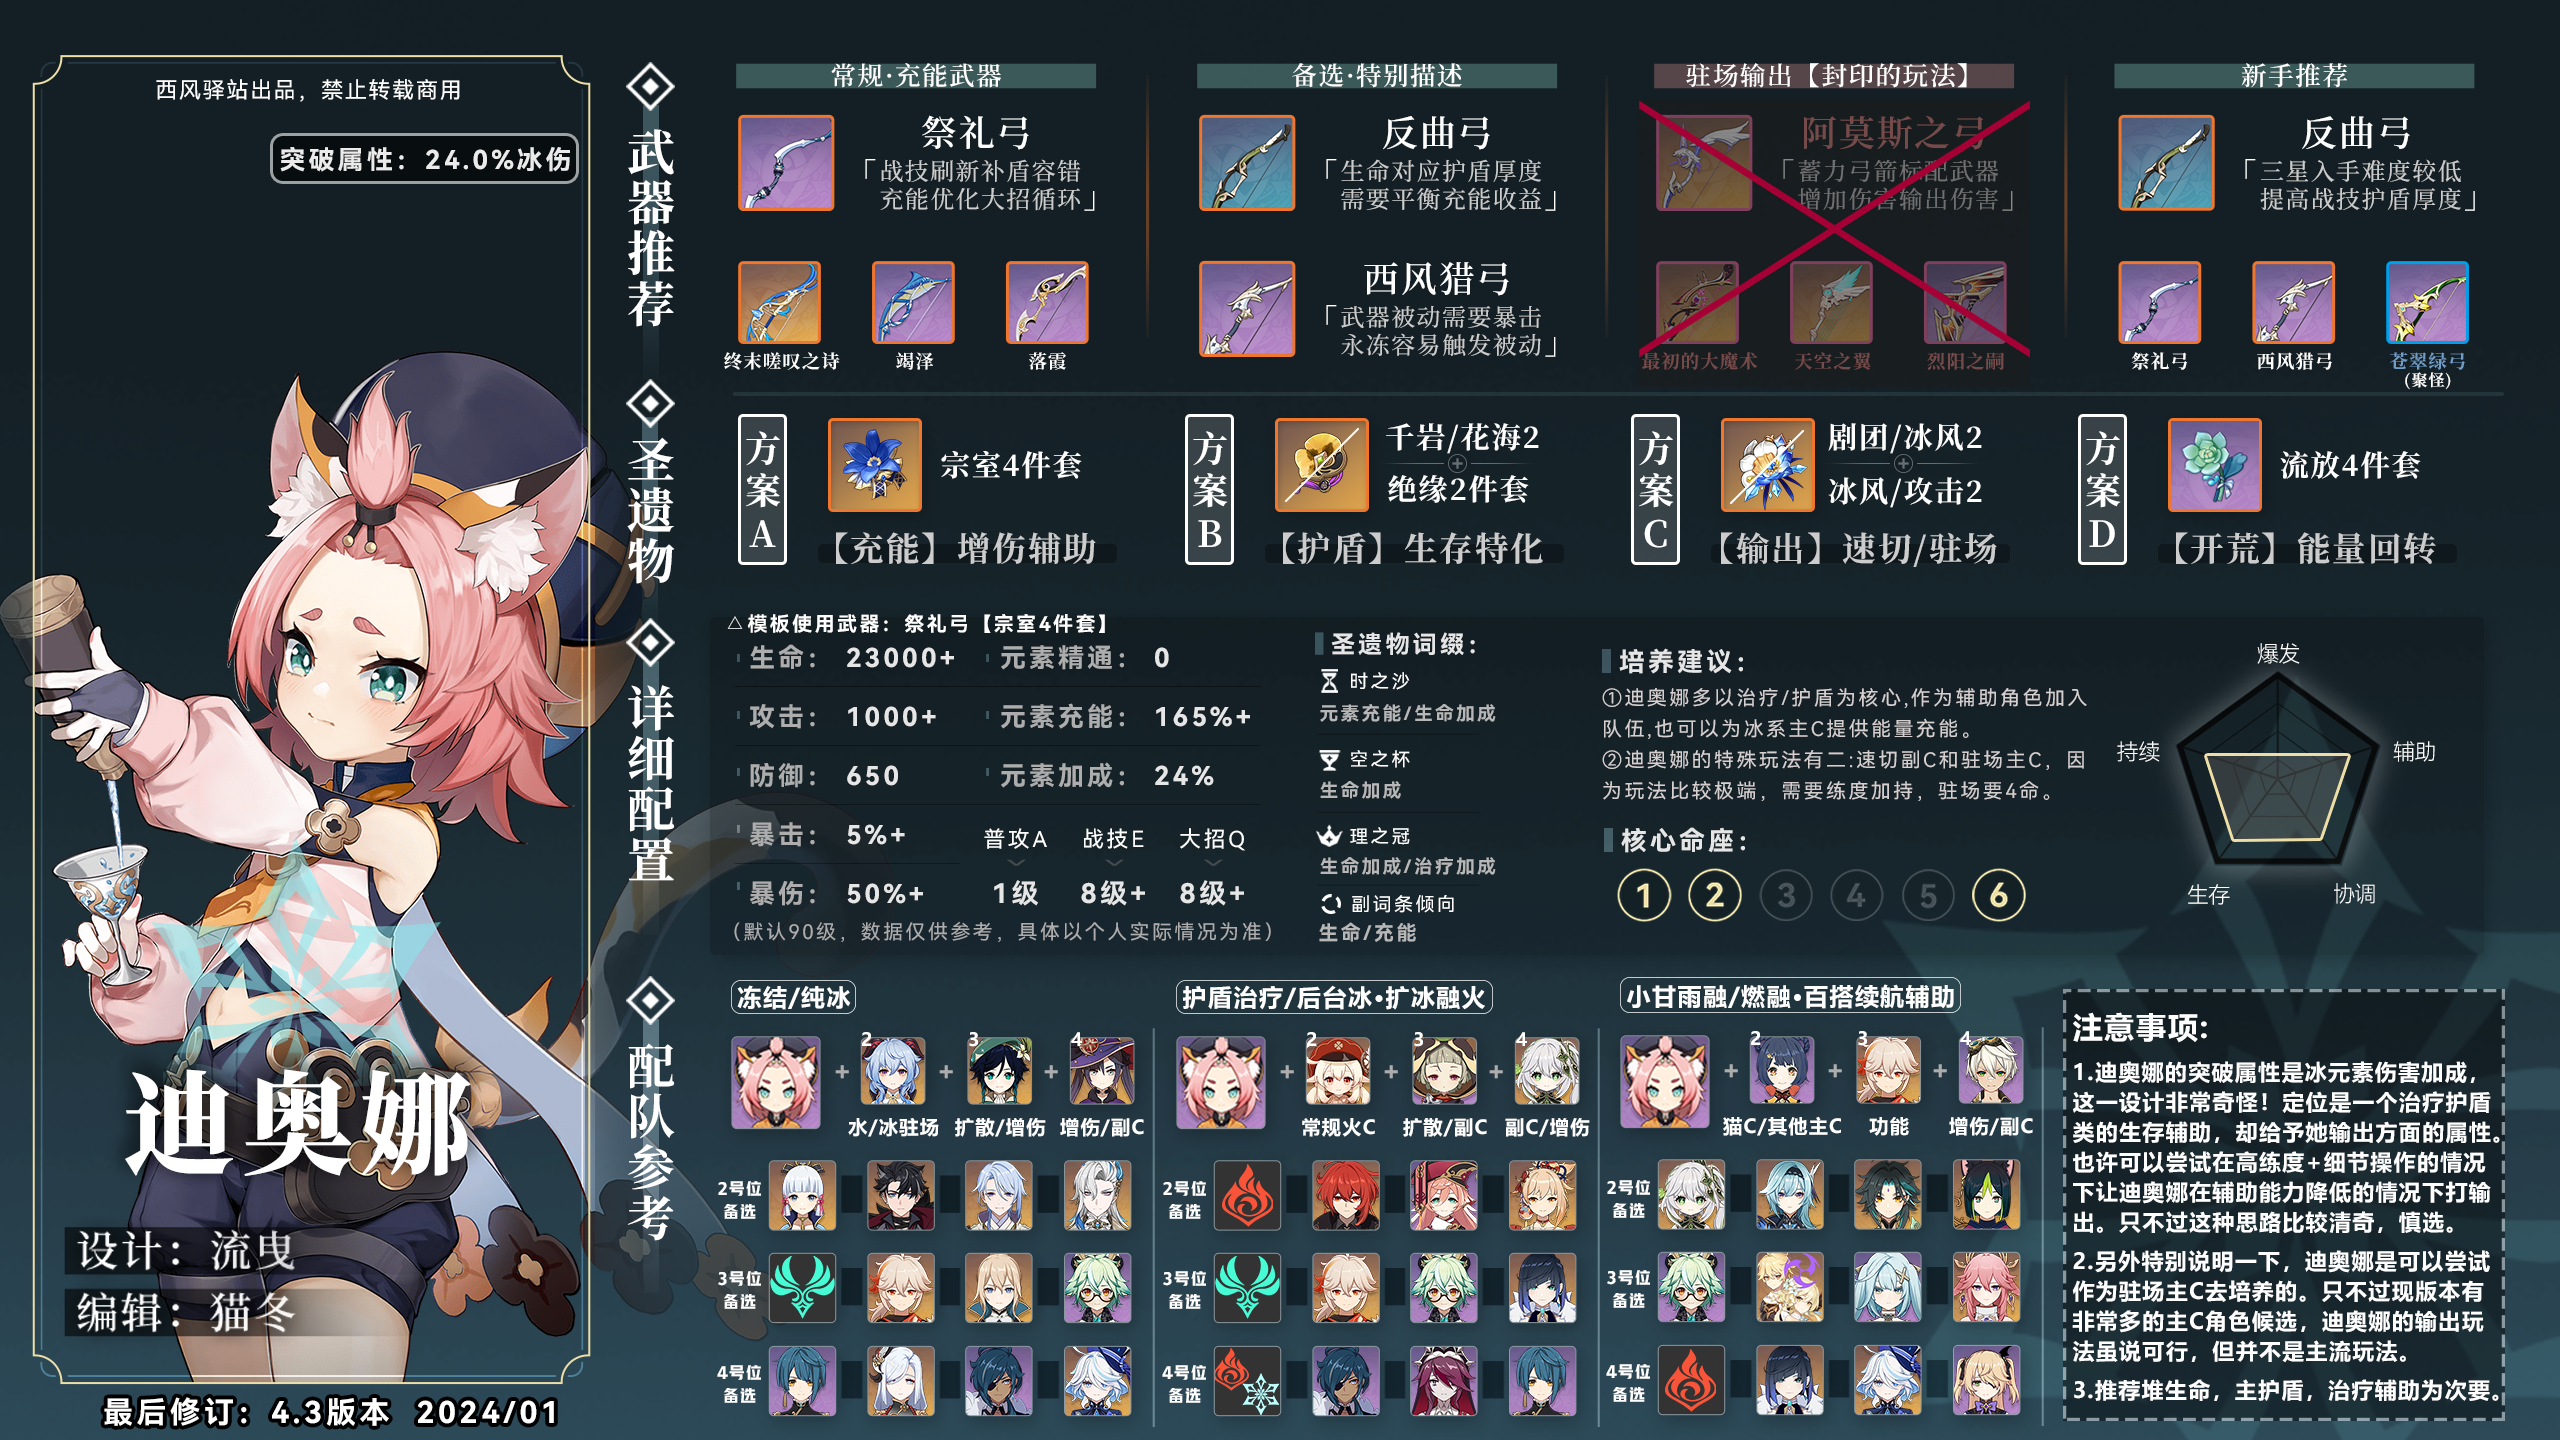 西风驿站出品，禁止转载商用
突破属性：24.0%冰伤
迪奥娜
设计：流曳
编辑：猫冬
最后修订：4.3版本 2024/01
武器推荐
常规·充能武器
祭礼弓
「战技刷新补盾容错
充能优化大招循环」
终末嗟叹之诗 竭泽 落霞
备选·特别描述
反曲弓
「生命对应护盾厚度
需要平衡充能收益」
西风猎弓
「武器被动需要暴击
永冻容易触发被动」
驻场输出【封印的玩法】
阿莫斯之弓
「蓄力弓箭标配武器
增加伤害输出伤害」
最初的大魔术 天空之翼 烈阳之嗣
新手推荐
反曲弓
「三星入手难度较低
提高战技护盾厚度」
祭礼弓 西风猎弓 苍翠绿弓
(聚怪)
圣遗物
方案A
宗室4件套
【充能】增伤辅助
方案B
千岩/花海2
绝缘2件套
【护盾】生存特化
方案C
剧团/冰风2
冰风/攻击2
【输出】速切/驻场
方案D
流放4件套
【开荒】能量回转
详细配置
△模板使用武器：祭礼弓【宗室4件套】
生命： 23000+ 元素精通： 0
攻击： 1000+ 元素充能： 165%+
防御： 650 元素加成： 24%
暴击： 5%+ 普攻A 战技E 大招Q
暴伤： 50%+ 1级 8级+ 8级+
(默认90级，数据仅供参考，具体以个人实际情况为准)
圣遗物词缀：
时之沙
元素充能/生命加成
空之杯
生命加成
理之冠
生命加成/治疗加成
副词条倾向
生命/充能
培养建议：
①迪奥娜多以治疗/护盾为核心,作为辅助角色加入
队伍,也可以为冰系主C提供能量充能。
②迪奥娜的特殊玩法有二:速切副C和驻场主C，因
为玩法比较极端，需要练度加持，驻场要4命。
核心命座：
1 2 3 4 5 6
爆发
持续 辅助
生存 协调
配队参考
冻结/纯冰
+ 2 + 3 + 4
水/冰驻场 扩散/增伤 增伤/副C
2号位
备选
3号位
备选
4号位
备选
护盾治疗/后台冰·扩冰融火
+ 2 + 3 + 4
常规火C 扩散/副C 副C/增伤
2号位
备选
3号位
备选
4号位
备选
小甘雨融/燃融·百搭续航辅助
+ 2 + 3 + 4
猫C/其他主C 功能 增伤/副C
2号位
备选
3号位
备选
4号位
备选
注意事项:
1.迪奥娜的突破属性是冰元素伤害加成，
这一设计非常奇怪！定位是一个治疗护盾
类的生存辅助，却给予她输出方面的属性。
也许可以尝试在高练度+细节操作的情况
下让迪奥娜在辅助能力降低的情况下打输
出。只不过这种思路比较清奇，慎选。
2.另外特别说明一下，迪奥娜是可以尝试
作为驻场主C去培养的。只不过现版本有
非常多的主C角色候选，迪奥娜的输出玩
法虽说可行，但并不是主流玩法。
3.推荐堆生命，主护盾，治疗辅助为次要。